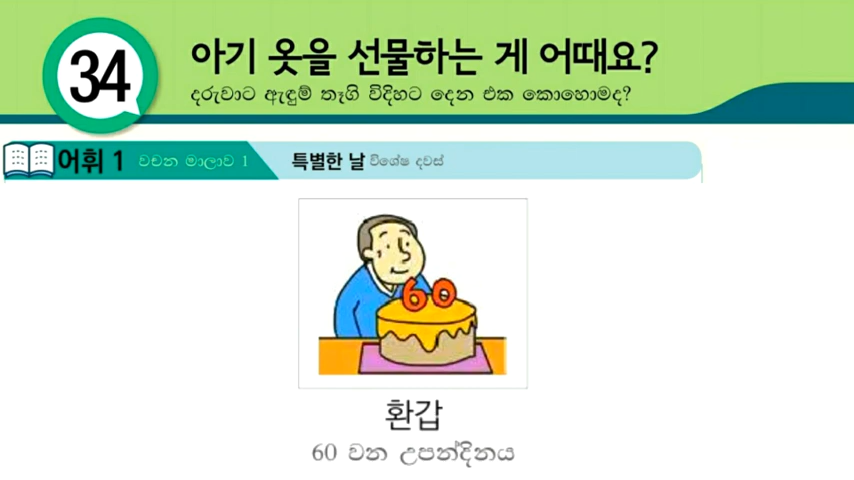 34
아기 옷을 선물하는 게 어때요?
දරුවාට ඇඳුම් තෑගි විදිහට දෙන එක කොහොමද?
어휘 1 වචන මාලාව 1 특별한 날 විශේෂ දවස්
60
환갑
60 වන උපන්දිනය